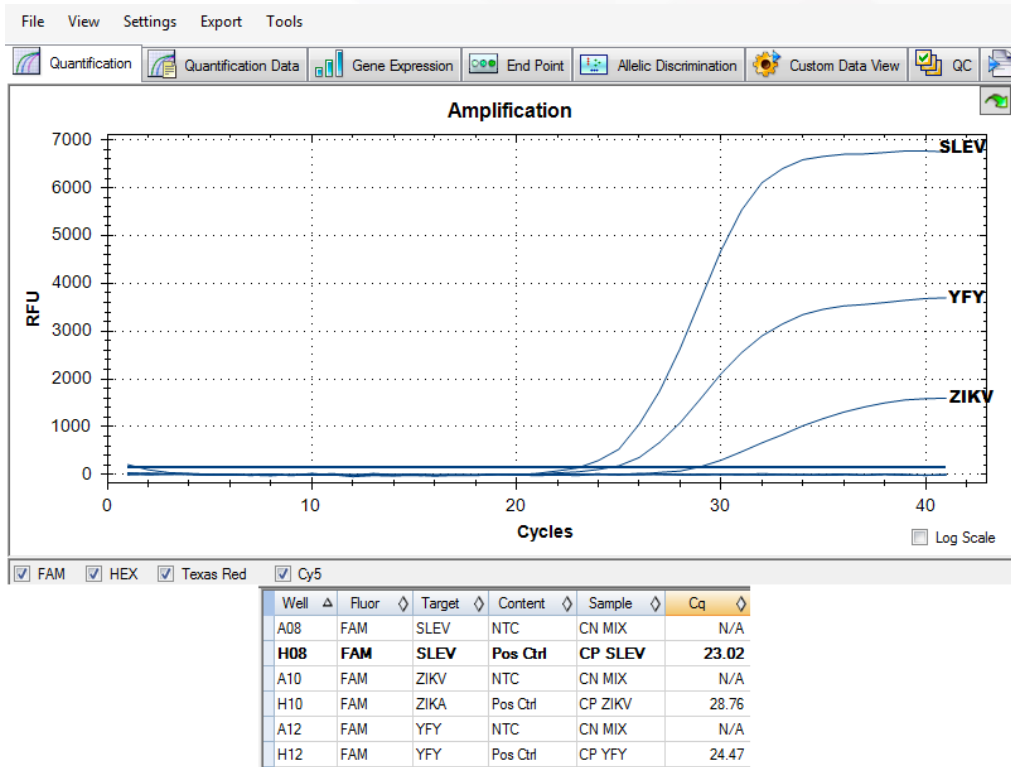 File View Settings Export Tools
Quantification Quantification Data Gene Expression End Point Allelic Discrimination Custom Data View QC
Amplification
7000
SLEV
6000
5000
4000
YFY
3000
RFU
2000
ZIKV
1000
0
0 10 20 30 40
Cycles
Log Scale
FAM HEX Texas Red Cy5
Well Fluor Target Content Sample Cq
A08 FAM SLEV NTC CN MIX N/A
H08 FAM SLEV Pos Ctrl CP SLEV 23.02
A10 FAM ZIKV NTC CN MIX N/A
H10 FAM ZIKA Pos Ctrl CP ZIKV 28.76
A12 FAM YFY NTC CN MIX N/A
H12 FAM YFY Pos Ctrl CP YFY 24.47